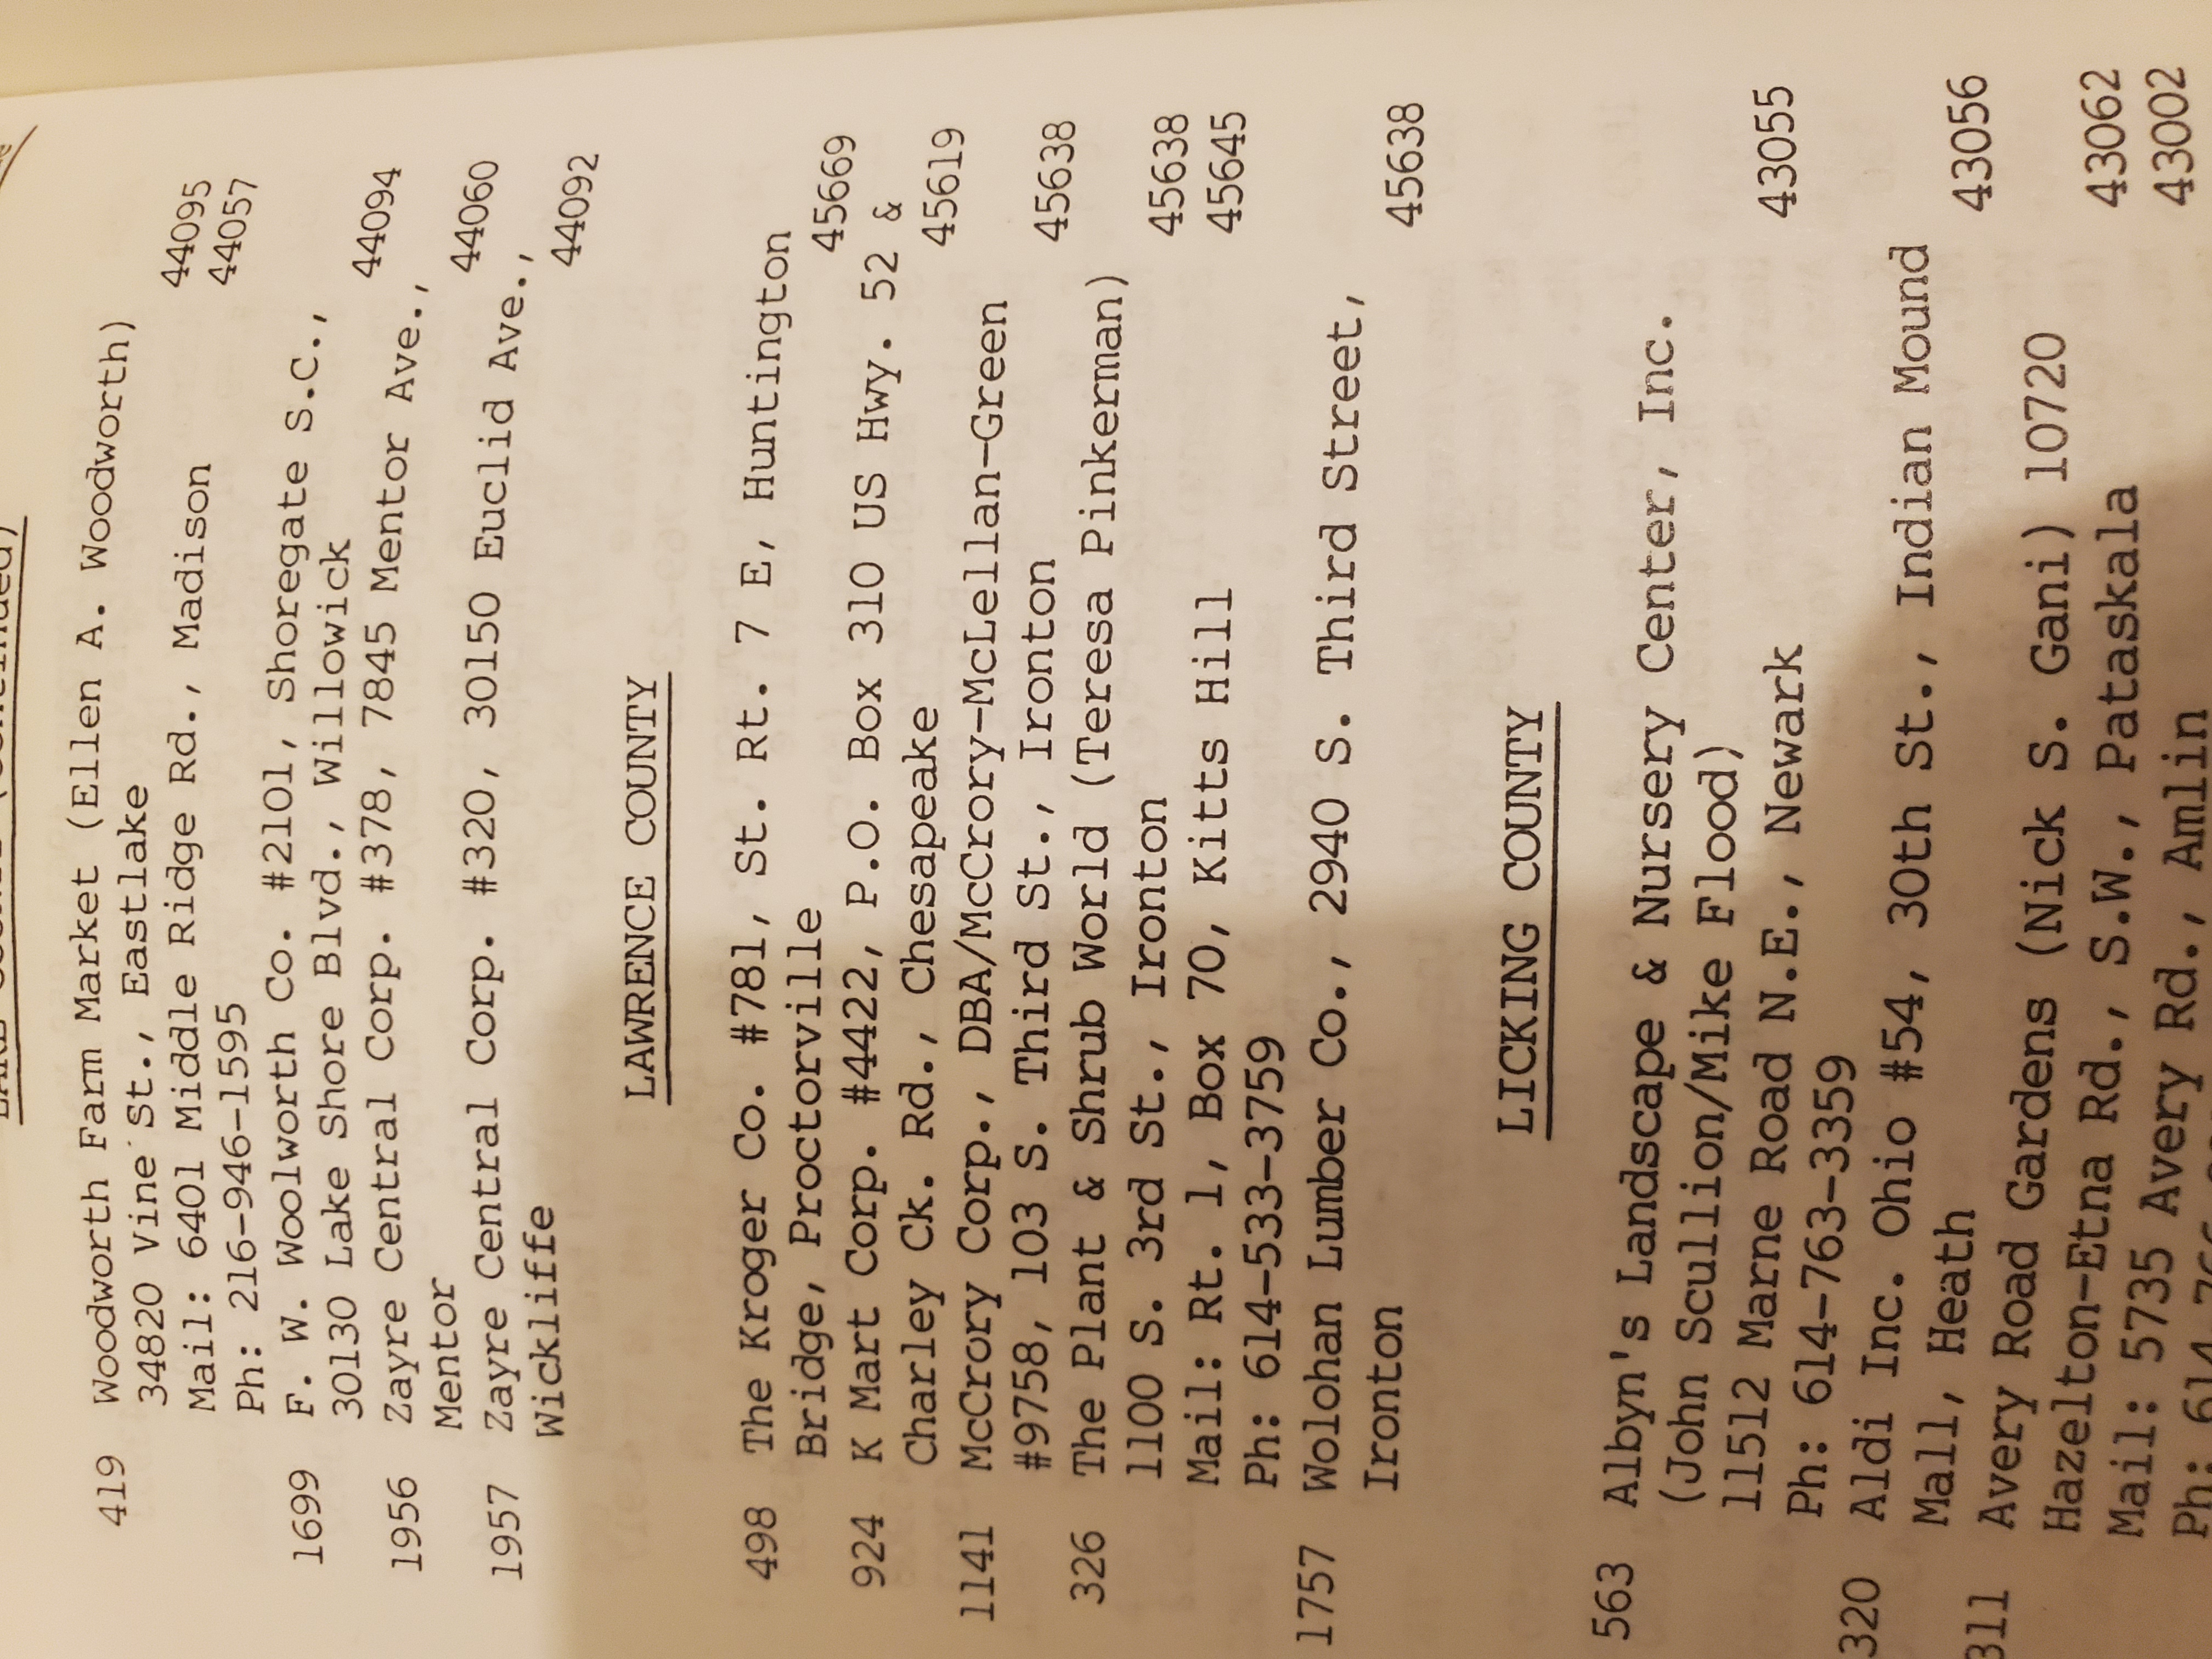 419 Woodworth Farm Market (Ellen A. Woodworth)
34820 Vine St., Eastlake 44095
Mail: 6401 Middle Ridge Rd., Madison 44057
Ph: 216-946-1595
1699 F. W. Woolworth Co. #2101, Shoregate S.C.,
30130 Lake Shore Blvd., Willowick 44094
1956 Zayre Central Corp. #378, 7845 Mentor Ave.,
Mentor 44060
1957 Zayre Central Corp. #320, 30150 Euclid Ave.,
Wickliffe 44092
LAWRENCE COUNTY
498 The Kroger Co. #781, St. Rt. 7 E, Huntington
Bridge, Proctorville 45669
924 K Mart Corp. #4422, P.O. Box 310 US Hwy. 52 &
Charley Ck. Rd., Chesapeake 45619
1141 McCrory Corp., DBA/McCrory-McLellan-Green
#9758, 103 S. Third St., Ironton 45638
326 The Plant & Shrub World (Teresa Pinkerman)
1100 S. 3rd St., Ironton 45638
Mail: Rt. 1, Box 70, Kitts Hill 45645
Ph: 614-533-3759
1757 Wolohan Lumber Co., 2940 S. Third Street,
Ironton 45638
LICKING COUNTY
563 Albyn's Landscape & Nursery Center, Inc.
(John Scullion/Mike Flood)
11512 Marne Road N.E., Newark 43055
Ph: 614-763-3359
320 Aldi Inc. Ohio #54, 30th St., Indian Mound
Mall, Heath 43056
311 Avery Road Gardens (Nick S. Gani) 10720
Hazelton-Etna Rd., S.W., Pataskala 43062
Mail: 5735 Avery Rd., Amlin 43002
Ph: